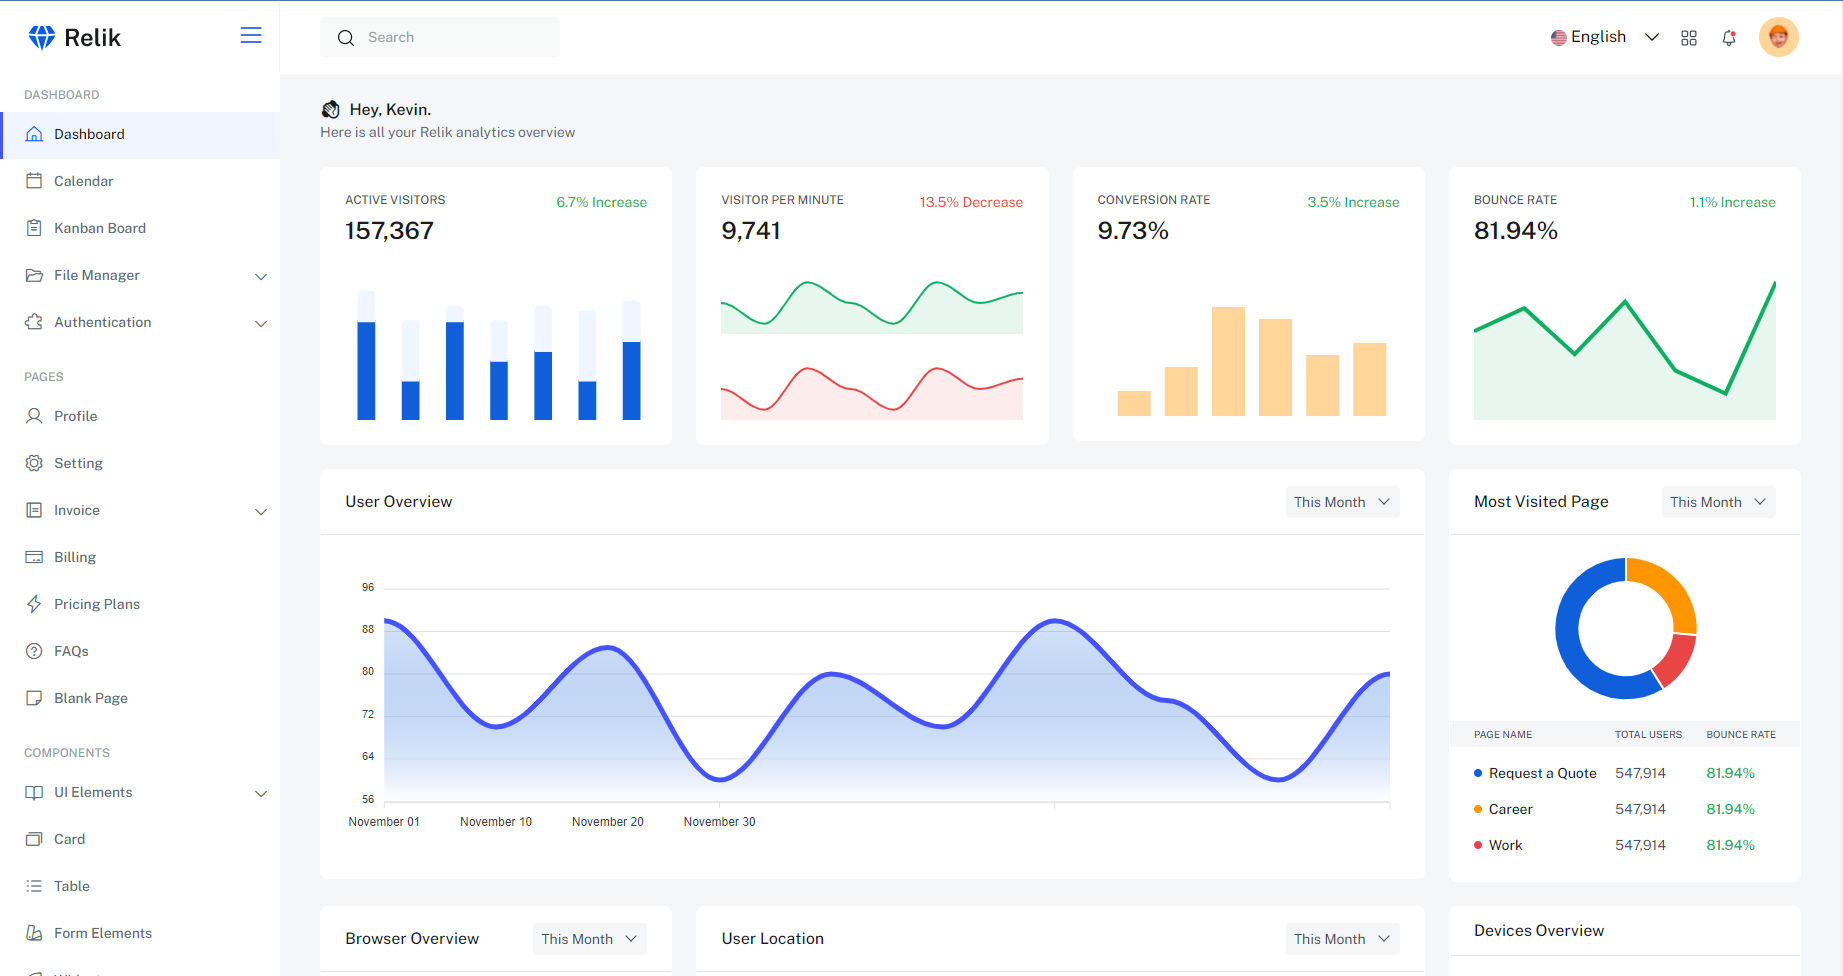 Relik
Search
English
DASHBOARD
Dashboard
Calendar
Kanban Board
File Manager
Authentication
PAGES
Profile
Setting
Invoice
Billing
Pricing Plans
FAQs
Blank Page
COMPONENTS
UI Elements
Card
Table
Form Elements
Hey, Kevin.
Here is all your Relik analytics overview
ACTIVE VISITORS
6.7% Increase
157,367
VISITOR PER MINUTE
13.5% Decrease
9,741
CONVERSION RATE
3.5% Increase
9.73%
BOUNCE RATE
1.1% Increase
81.94%
User Overview
This Month
96
88
80
72
64
56
November 01 November 10 November 20 November 30
Most Visited Page
This Month
PAGE NAME TOTAL USERS BOUNCE RATE
Request a Quote 547,914 81.94%
Career 547,914 81.94%
Work 547,914 81.94%
Browser Overview
This Month
User Location
This Month
Devices Overview